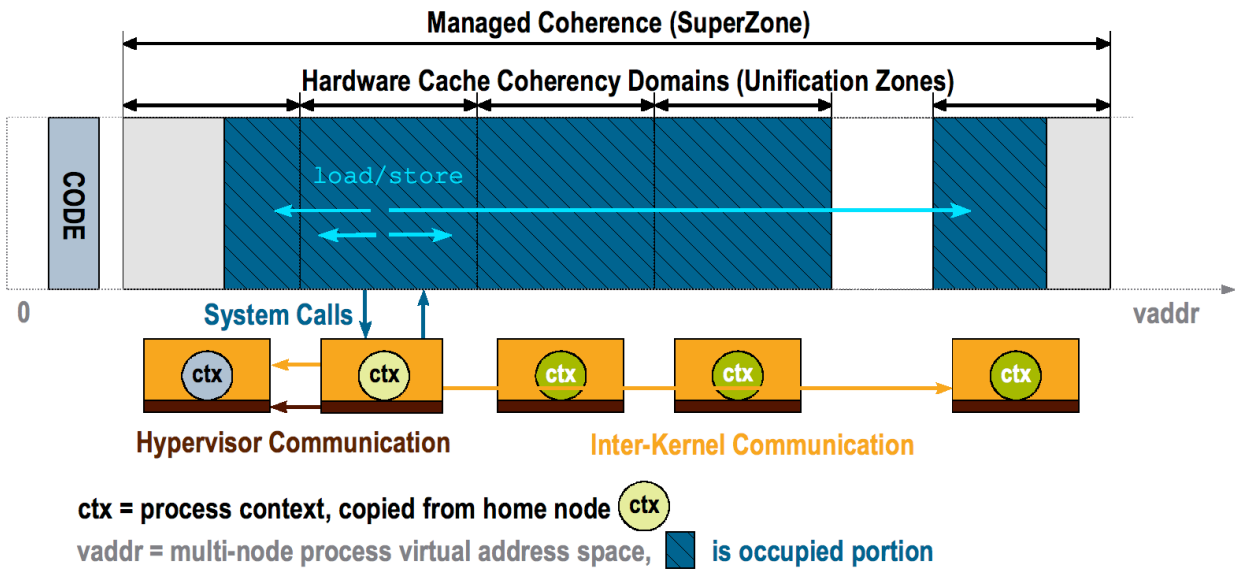 Managed Coherence (SuperZone)
Hardware Cache Coherency Domains (Unification Zones)
CODE
load/store
0
System Calls
vaddr
ctx
ctx
ctx
ctx
ctx
Hypervisor Communication
Inter-Kernel Communication
ctx = process context, copied from home node ctx
vaddr = multi-node process virtual address space, is occupied portion